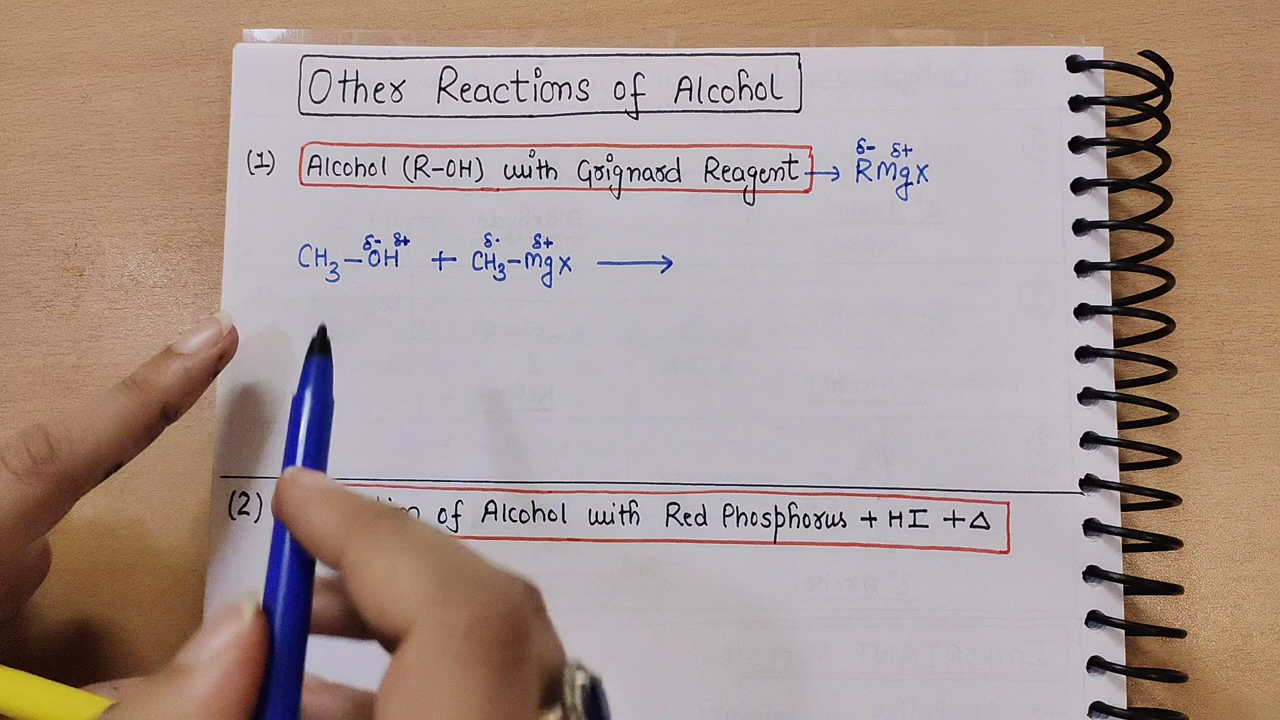 Other Reactions of Alcohol
(1) Alcohol (R-OH) with Grignard Reagent → δ- δ+ RMgX
CH₃-OH δ- δ+ + CH₃-MgX δ- δ+ ⟶
(2) of Alcohol with Red Phosphorus + HI + Δ